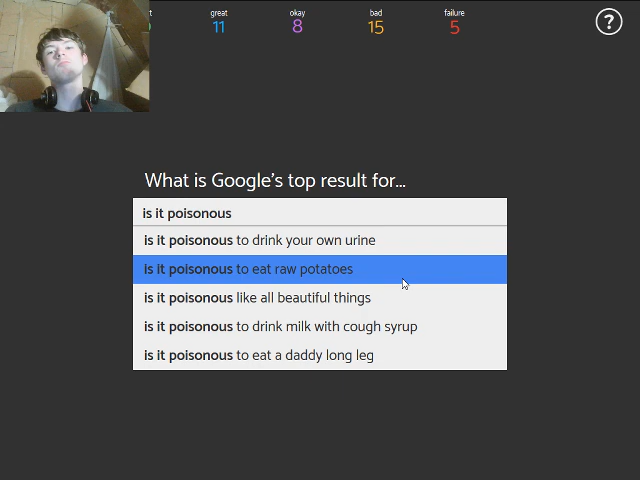 great okay bad failure
11 8 15 5
?
What is Google's top result for...
is it poisonous
is it poisonous to drink your own urine
is it poisonous to eat raw potatoes
is it poisonous like all beautiful things
is it poisonous to drink milk with cough syrup
is it poisonous to eat a daddy long leg